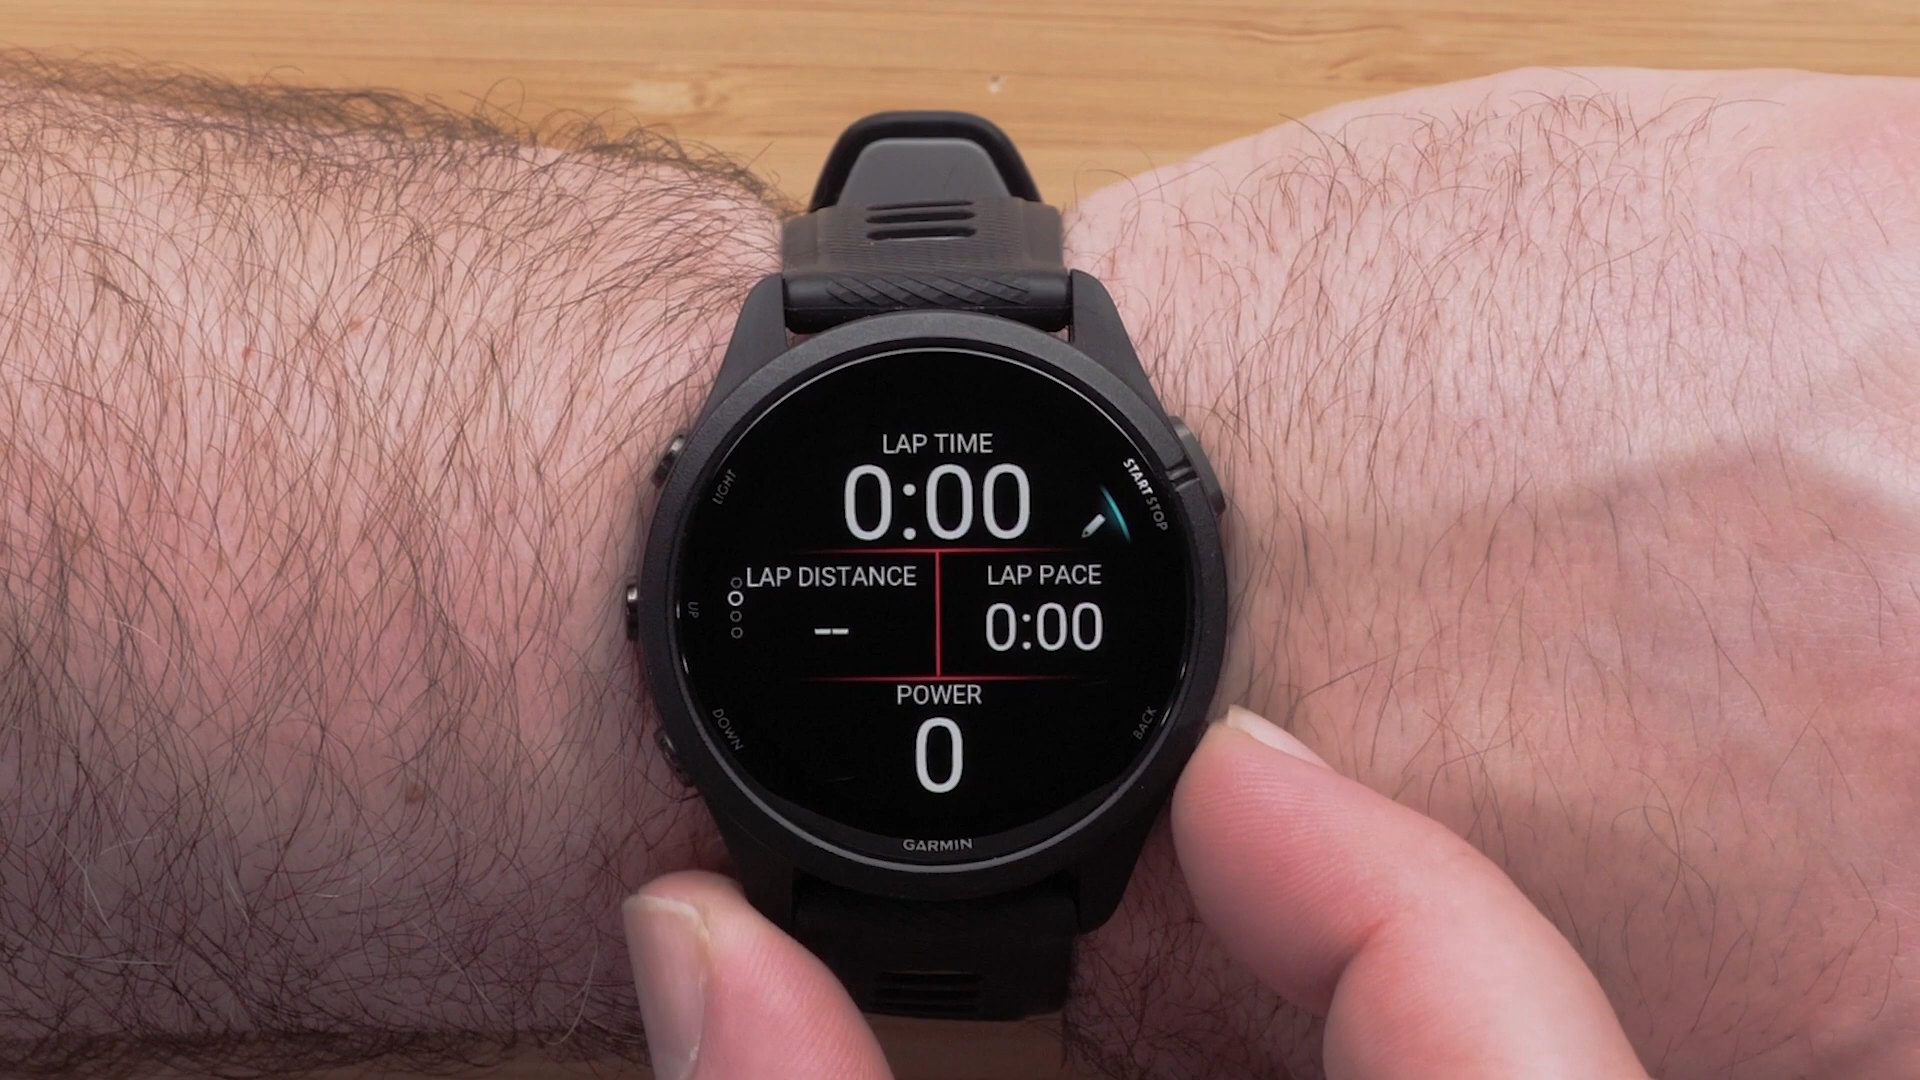 LAP TIME
0:00
LIGHT
START STOP
LAP DISTANCE
LAP PACE
UP
--
0:00
POWER
0
DOWN
BACK
GARMIN